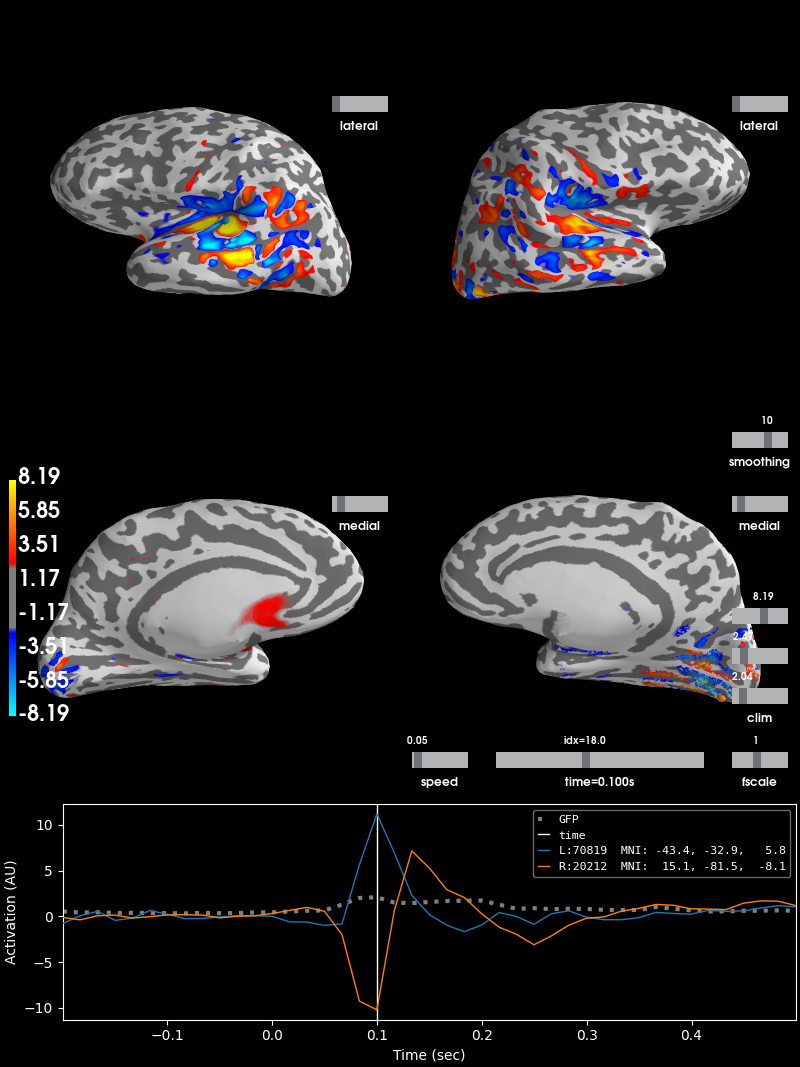 lateral
lateral
10
smoothing
8.19
5.85
3.51
1.17
-1.17
-3.51
-5.85
-8.19
medial
medial
8.19
2.04
clim
0.05
speed
idx=18.0
time=0.100s
1
fscale
GFP
time
L:70819 MNI: -43.4, -32.9, 5.8
R:20212 MNI: 15.1, -81.5, -8.1
10
5
0
−5
−10
Activation (AU)
−0.1
0.0
0.1
0.2
0.3
0.4
Time (sec)